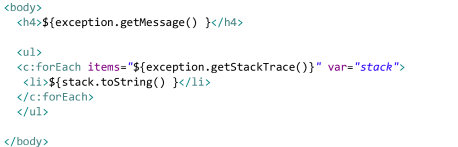 <body>
<h4>${exception.getMessage() }</h4>
<ul>
<c:forEach items="${exception.getStackTrace()}" var="stack">
<li>${stack.toString() }</li>
</c:forEach>
</ul>
</body>